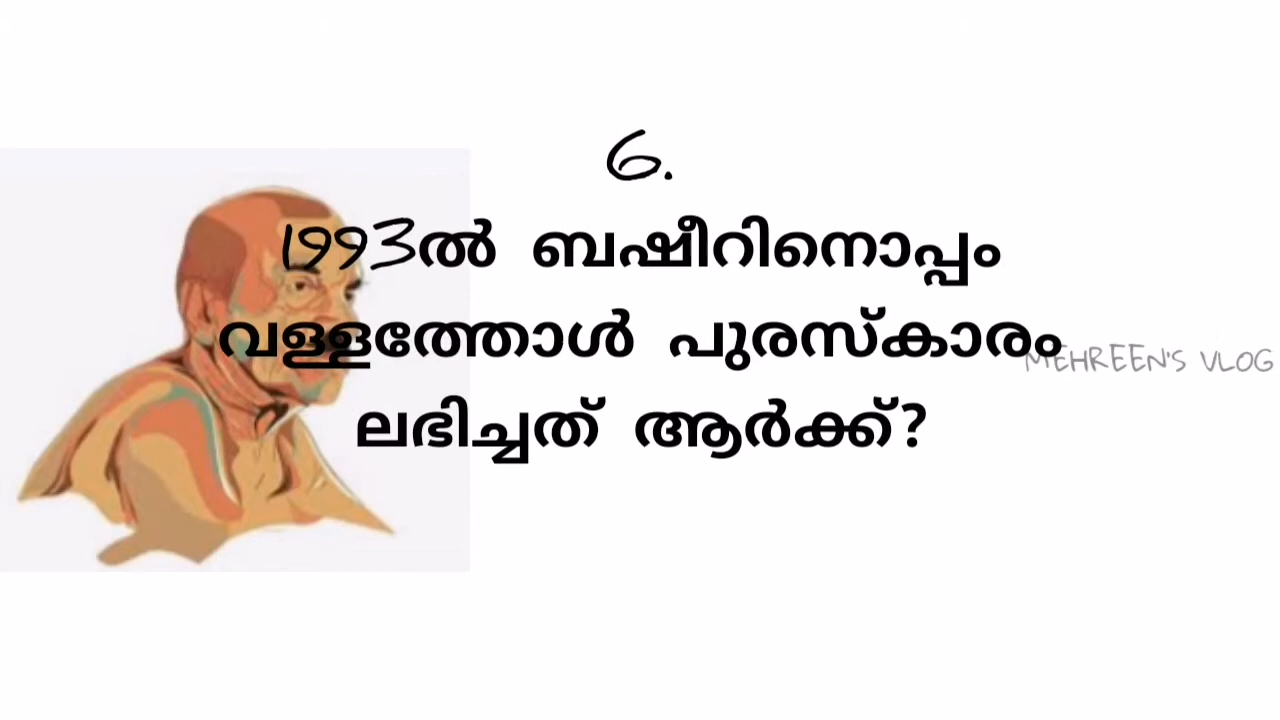 6.
1993ൽ ബഷീറിനൊപ്പം
വള്ളത്തോൾ പുരസ്കാരം
MEHREEN'S VLOG
ലഭിച്ചത് ആർക്ക്?